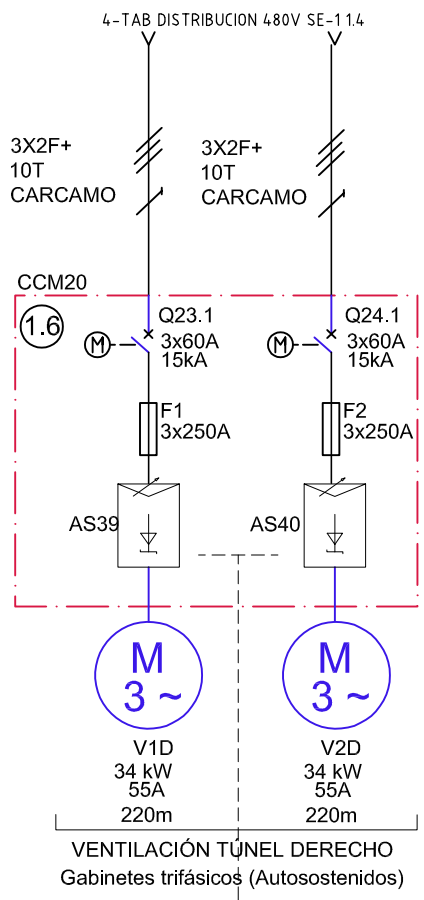 4-TAB DISTRIBUCION 480V SE-1 1.4
3X2F+
10T
CARCAMO
3X2F+
10T
CARCAMO
CCM20
1.6
Q23.1
3x60A
15kA
M
Q24.1
3x60A
15kA
M
F1
3x250A
F2
3x250A
AS39
AS40
M
3 ~
M
3 ~
V1D
34 kW
55A
220m
V2D
34 kW
55A
220m
VENTILACIÓN TÚNEL DERECHO
Gabinetes trifásicos (Autosostenidos)